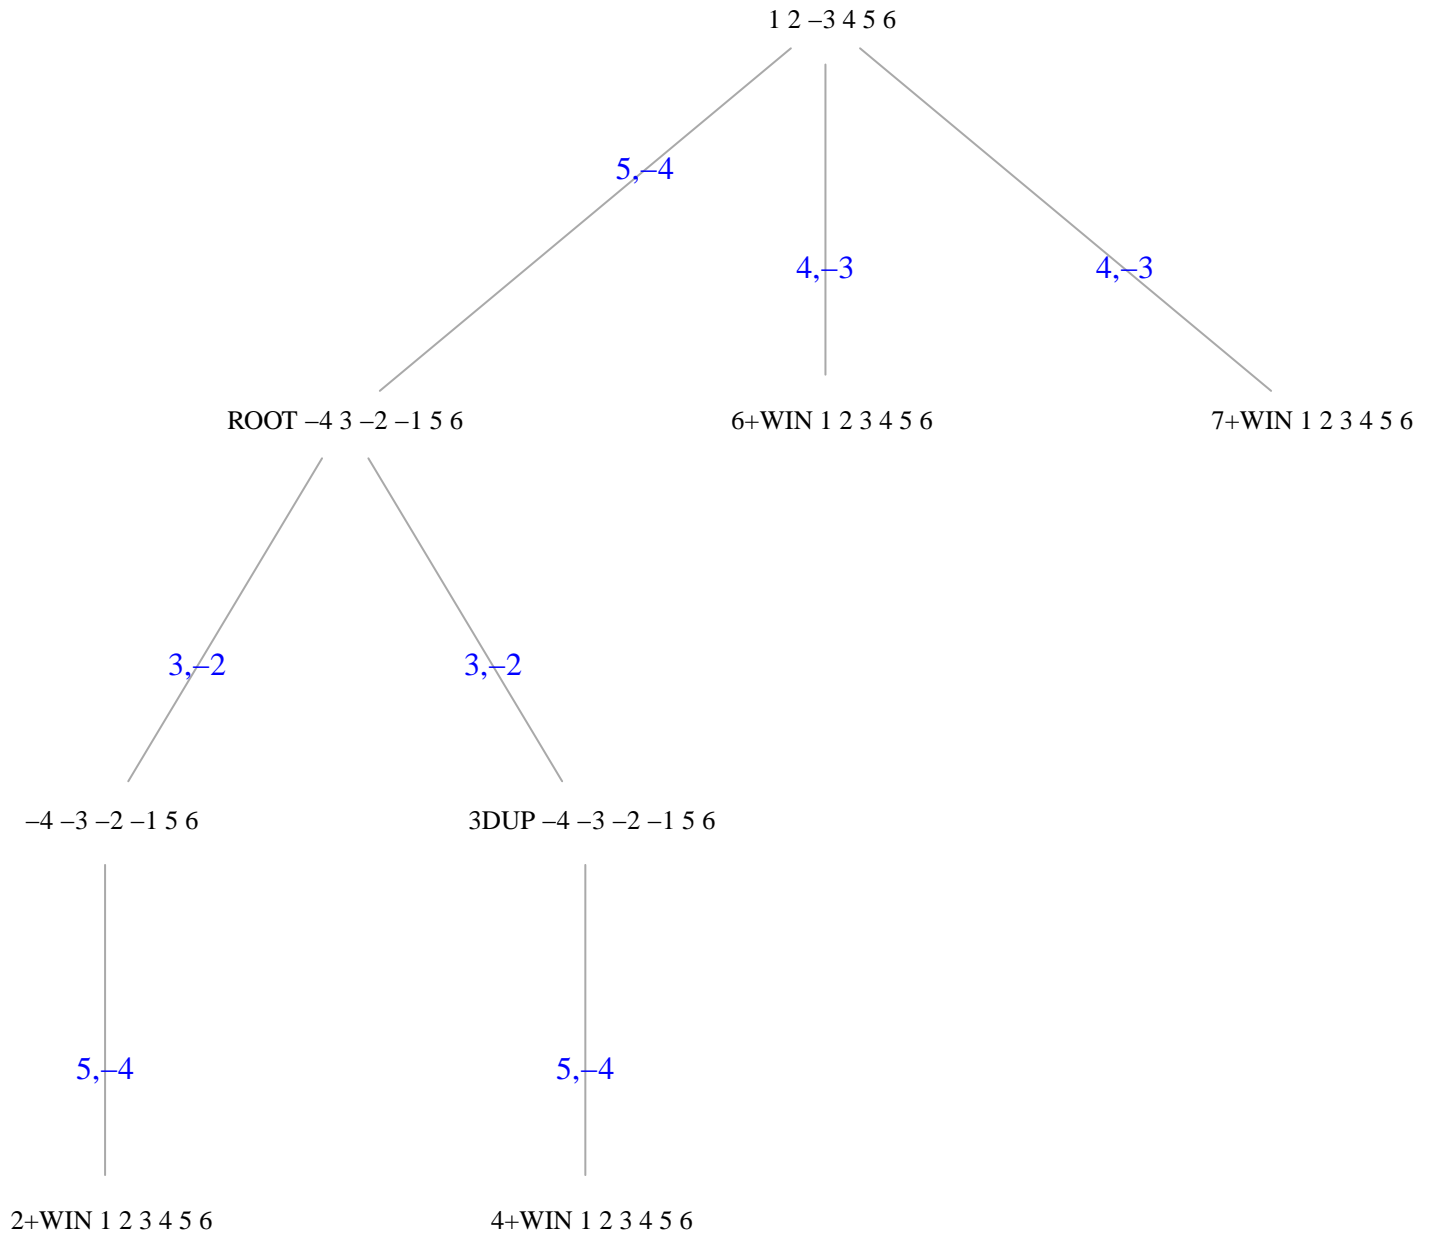 1 2 –3 4 5 6
5,–4
4,–3
4,–3
ROOT –4 3 –2 –1 5 6
6+WIN 1 2 3 4 5 6
7+WIN 1 2 3 4 5 6
3,–2
3,–2
–4 –3 –2 –1 5 6
3DUP –4 –3 –2 –1 5 6
5,–4
5,–4
2+WIN 1 2 3 4 5 6
4+WIN 1 2 3 4 5 6